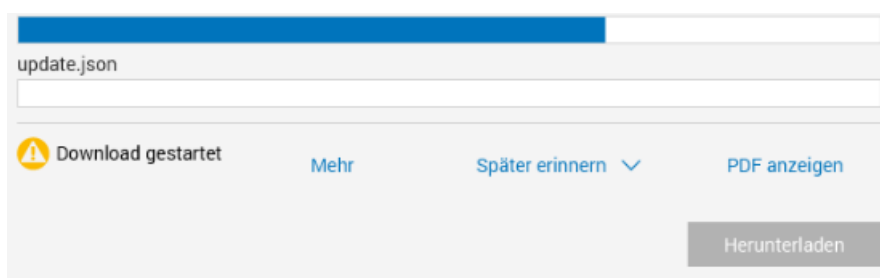 update.json
Download gestartet
Mehr
Später erinnern
PDF anzeigen
Herunterladen